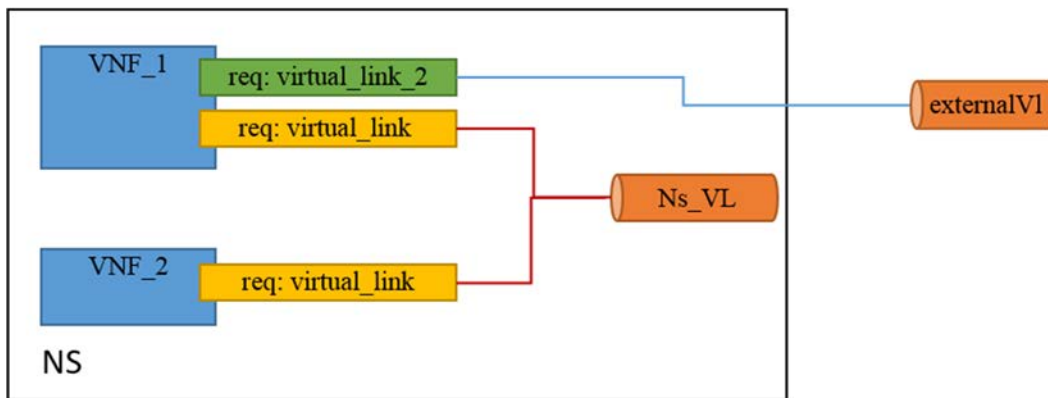 VNF_1
req: virtual_link_2
externalVl
req: virtual_link
Ns_VL
VNF_2
req: virtual_link
NS